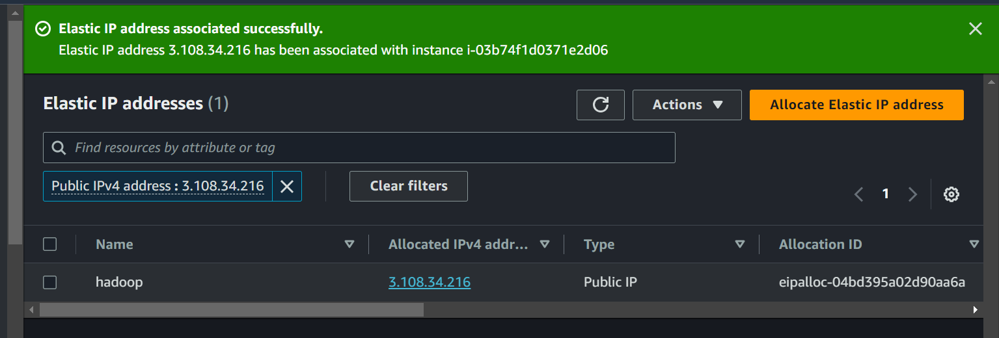 Elastic IP address associated successfully.
Elastic IP address 3.108.34.216 has been associated with instance i-03b74f1d0371e2d06
Elastic IP addresses (1)
Actions
Allocate Elastic IP address
Find resources by attribute or tag
Public IPv4 address : 3.108.34.216
Clear filters
1
Name Allocated IPv4 addr... Type Allocation ID
hadoop 3.108.34.216 Public IP eipalloc-04bd395a02d90aa6a